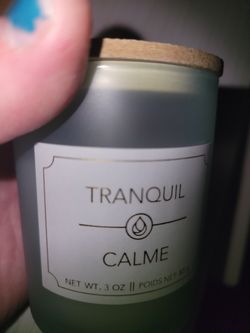 TRANQUIL
CALME
NET WT. 3 OZ || POIDS NET